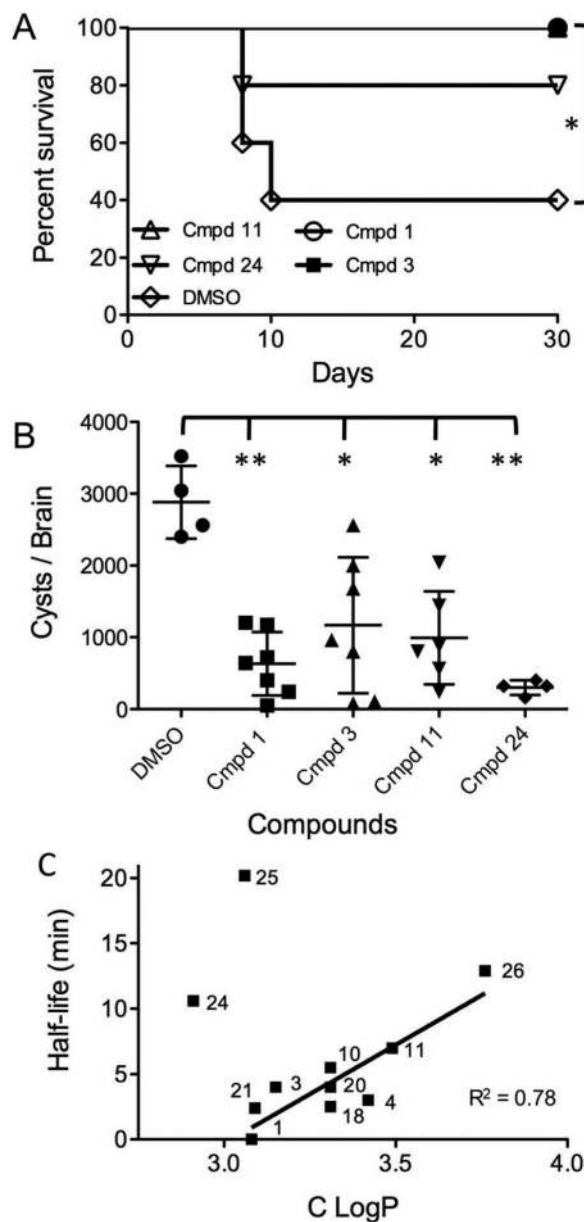 A
100
80
60
40
20
0
Percent survival
*
Cmpd 11
Cmpd 1
Cmpd 24
Cmpd 3
DMSO
0
10
20
30
Days
B
4000
3000
2000
1000
0
Cysts / Brain
**
*
*
**
DMSO
Cmpd 1
Cmpd 3
Cmpd 11
Cmpd 24
Compounds
C
20
15
10
5
0
Half-life (min)
25
24
26
10
11
21
3
20
4
18
1
R² = 0.78
3.0
3.5
4.0
C LogP